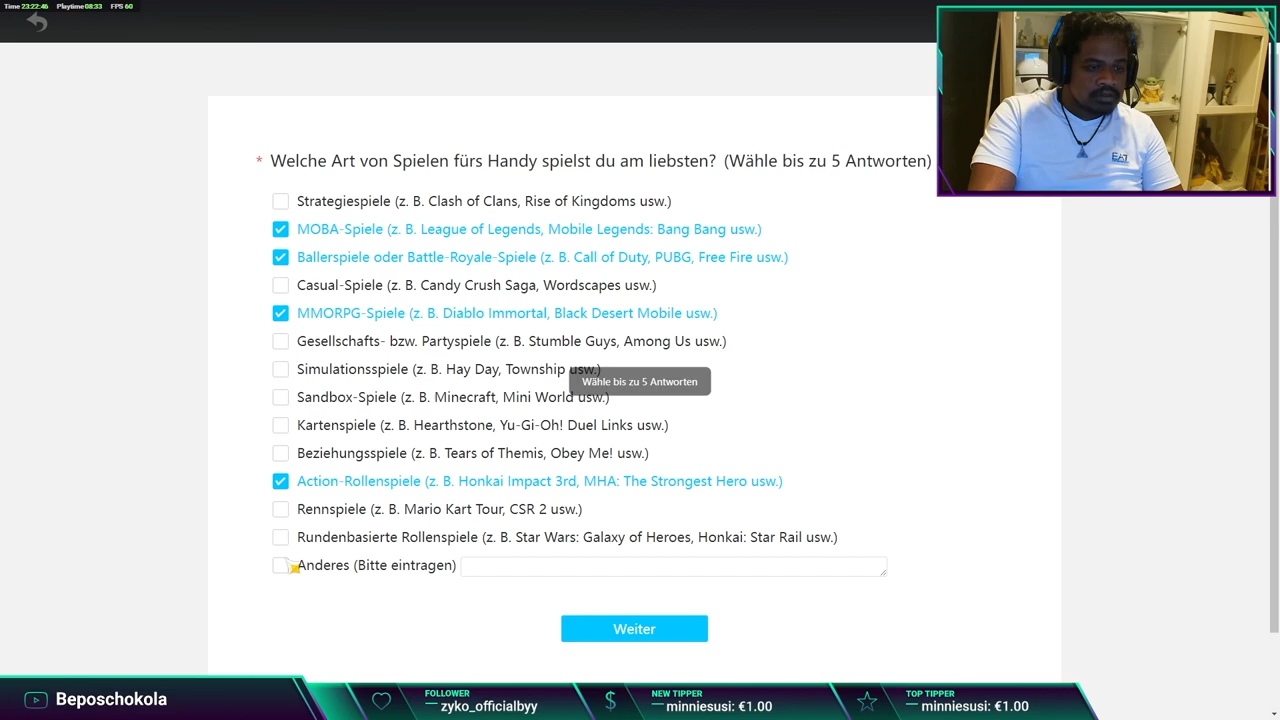 Time 23:22:46 Playtime 08:33 FPS 60
* Welche Art von Spielen fürs Handy spielst du am liebsten? (Wähle bis zu 5 Antworten)
Strategiespiele (z. B. Clash of Clans, Rise of Kingdoms usw.)
MOBA-Spiele (z. B. League of Legends, Mobile Legends: Bang Bang usw.)
Ballerspiele oder Battle-Royale-Spiele (z. B. Call of Duty, PUBG, Free Fire usw.)
Casual-Spiele (z. B. Candy Crush Saga, Wordscapes usw.)
MMORPG-Spiele (z. B. Diablo Immortal, Black Desert Mobile usw.)
Gesellschafts- bzw. Partyspiele (z. B. Stumble Guys, Among Us usw.)
Simulationsspiele (z. B. Hay Day, Township usw.)
Wähle bis zu 5 Antworten
Sandbox-Spiele (z. B. Minecraft, Mini World usw.)
Kartenspiele (z. B. Hearthstone, Yu-Gi-Oh! Duel Links usw.)
Beziehungsspiele (z. B. Tears of Themis, Obey Me! usw.)
Action-Rollenspiele (z. B. Honkai Impact 3rd, MHA: The Strongest Hero usw.)
Rennspiele (z. B. Mario Kart Tour, CSR 2 usw.)
Rundenbasierte Rollenspiele (z. B. Star Wars: Galaxy of Heroes, Honkai: Star Rail usw.)
Anderes (Bitte eintragen)
Weiter
EA7
Beposchokola
FOLLOWER
zyko_officialbyy
$
NEW TIPPER
minniesusi: €1.00
TOP TIPPER
minniesusi: €1.00